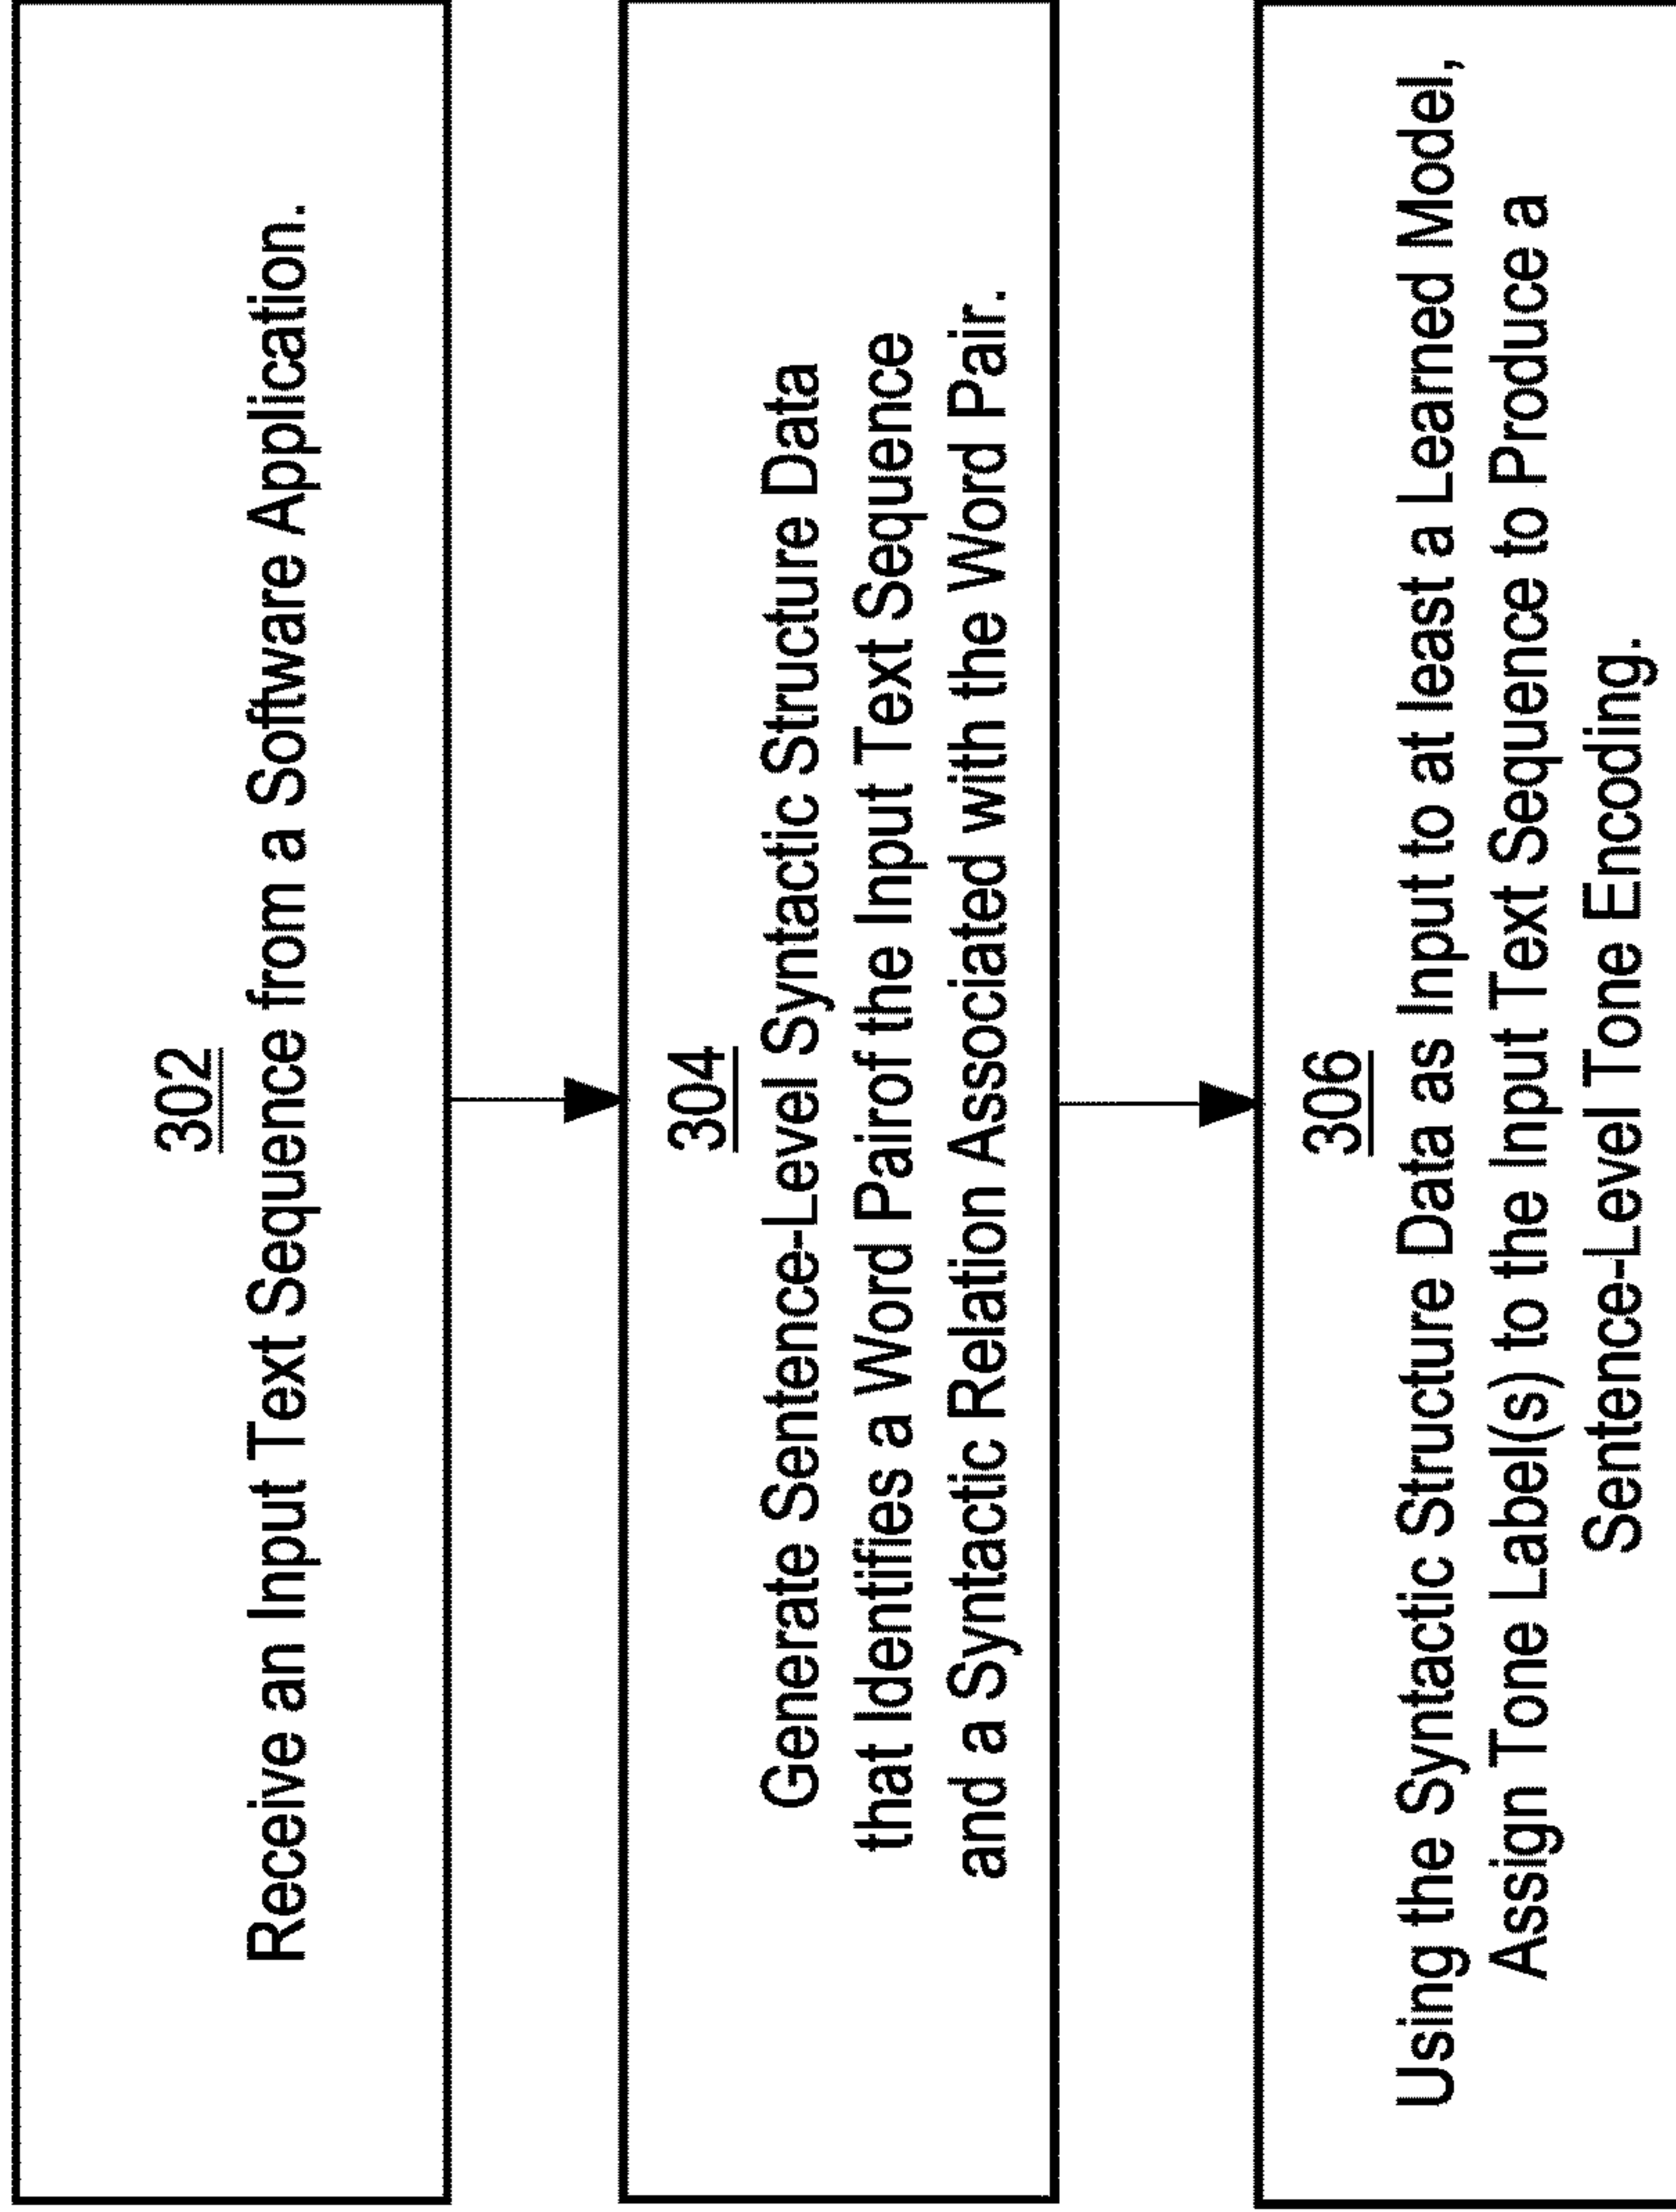 302
Receive an Input Text Sequence from a Software Application.
304
Generate Sentence-Level Syntactic Structure Data
that Identifies a Word Pairof the Input Text Sequence
and a Syntactic Relation Associated with the Word Pair.
306
Using the Syntactic Structure Data as Input to at least a Learned Model,
Assign Tone Label(s) to the Input Text Sequence to Produce a
Sentence-Level Tone Encoding.